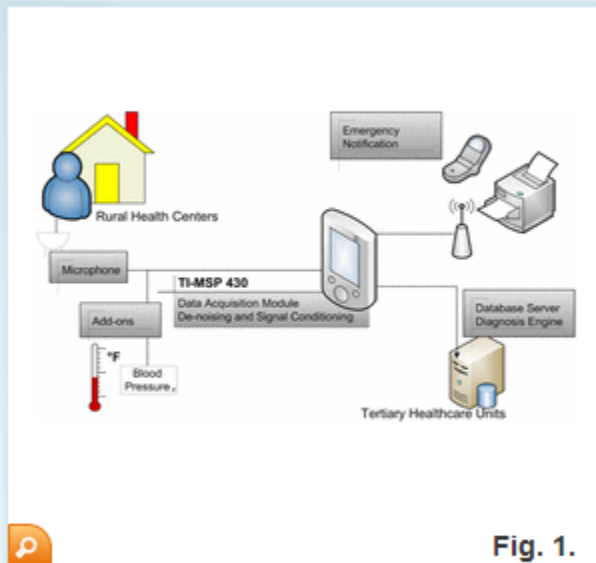 Emergency
Notification
Rural Health Centers
Microphone
TI-MSP 430
Data Acquisition Module
De-noising and Signal Conditioning
Add-ons
°F
Blood
Pressure
Database Server
Diagnosis Engine
Tertiary Healthcare Units
Fig. 1.